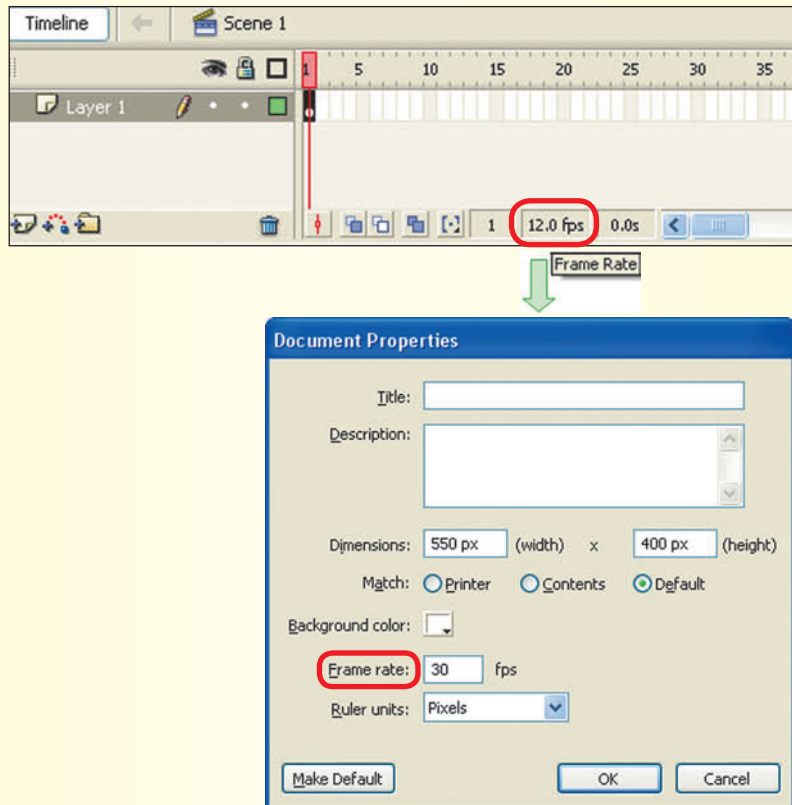 Timeline Scene 1
1 5 10 15 20 25 30 35
Layer 1
1 12.0 fps 0.0s
Frame Rate
Document Properties
Title:
Description:
Dimensions: 550 px (width) x 400 px (height)
Match: Printer Contents Default
Background color:
Frame rate: 30 fps
Ruler units: Pixels
Make Default OK Cancel